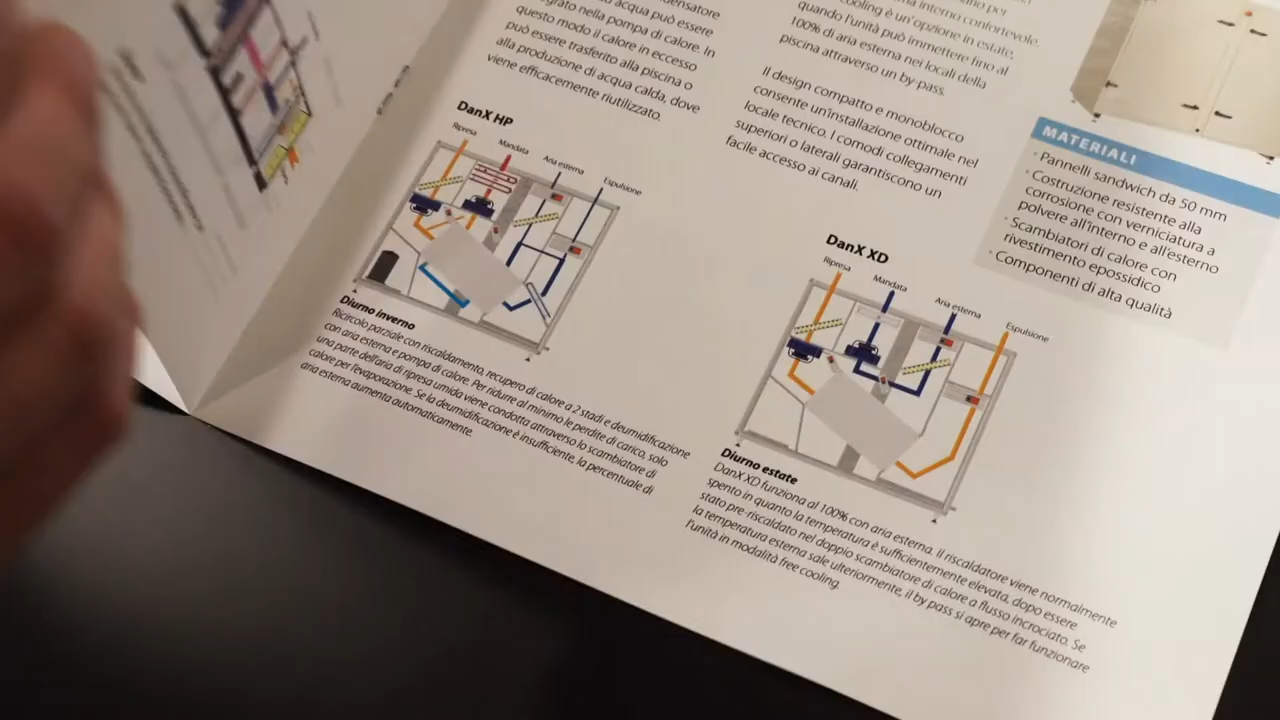 acqua può essere
nella pompa di calore. In
questo modo il calore in eccesso
può essere trasferito alla piscina o
alla produzione di acqua calda, dove
viene efficacemente riutilizzato.
DanX HP
Ripresa
Mandata
Aria esterna
Espulsione
Diurno inverno
Ricircolo parziale con riscaldamento, recupero di calore a 2 stadi e deumidificazione
con aria esterna e pompa di calore. Per ridurre al minimo le perdite di carico, solo
una parte dell'aria di ripresa umida viene condotta attraverso lo scambiatore di
calore per l'evaporazione. Se la deumidificazione è insufficiente, la percentuale di
aria esterna aumenta automaticamente.
interna confortevole.
cooling è un'opzione in estate,
quando l'unità può immettere fino al
100% di aria esterna nei locali della
piscina attraverso un by-pass.
Il design compatto e monoblocco
consente un'installazione ottimale nel
locale tecnico. I comodi collegamenti
superiori o laterali garantiscono un
facile accesso ai canali.
DanX XD
Ripresa
Mandata
Aria esterna
Espulsione
Diurno estate
DanX XD funziona al 100% con aria esterna. Il riscaldatore viene normalmente
spento in quanto la temperatura è sufficientemente elevata, dopo essere
stato pre-riscaldato nel doppio scambiatore di calore a flusso incrociato. Se
la temperatura esterna sale ulteriormente, il by pass si apre per far funzionare
l'unità in modalità free cooling.
MATERIALI
· Pannelli sandwich da 50 mm
· Costruzione resistente alla
corrosione con verniciatura a
polvere all'interno e all'esterno
· Scambiatori di calore con
rivestimento epossidico
· Componenti di alta qualità